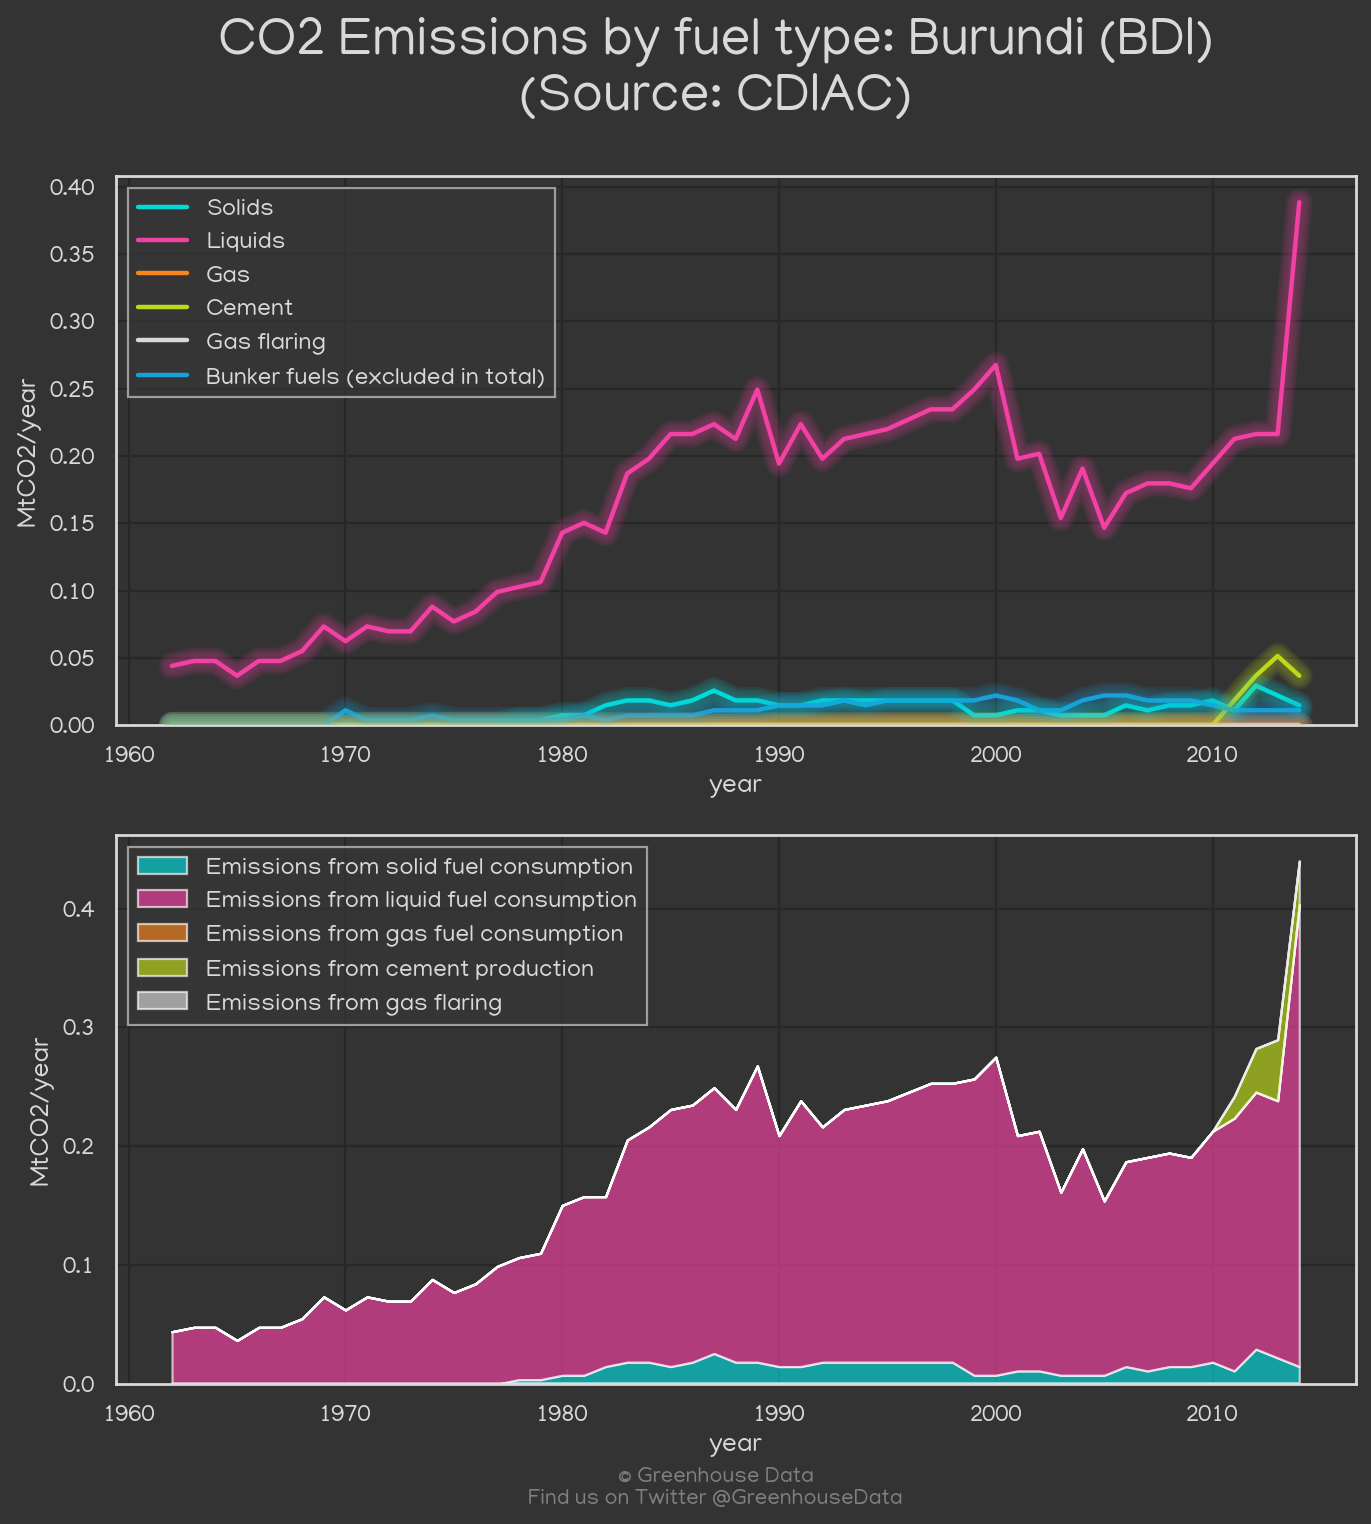 CO2 Emissions by fuel type: Burundi (BDI)
(Source: CDIAC)
0.40
0.35
0.30
0.25
0.20
0.15
0.10
0.05
0.00
MtCO2/year
Solids
Liquids
Gas
Cement
Gas flaring
Bunker fuels (excluded in total)
1960 1970 1980 1990 2000 2010
year
0.4
0.3
0.2
0.1
0.0
MtCO2/year
Emissions from solid fuel consumption
Emissions from liquid fuel consumption
Emissions from gas fuel consumption
Emissions from cement production
Emissions from gas flaring
1960 1970 1980 1990 2000 2010
year
© Greenhouse Data
Find us on Twitter @GreenhouseData